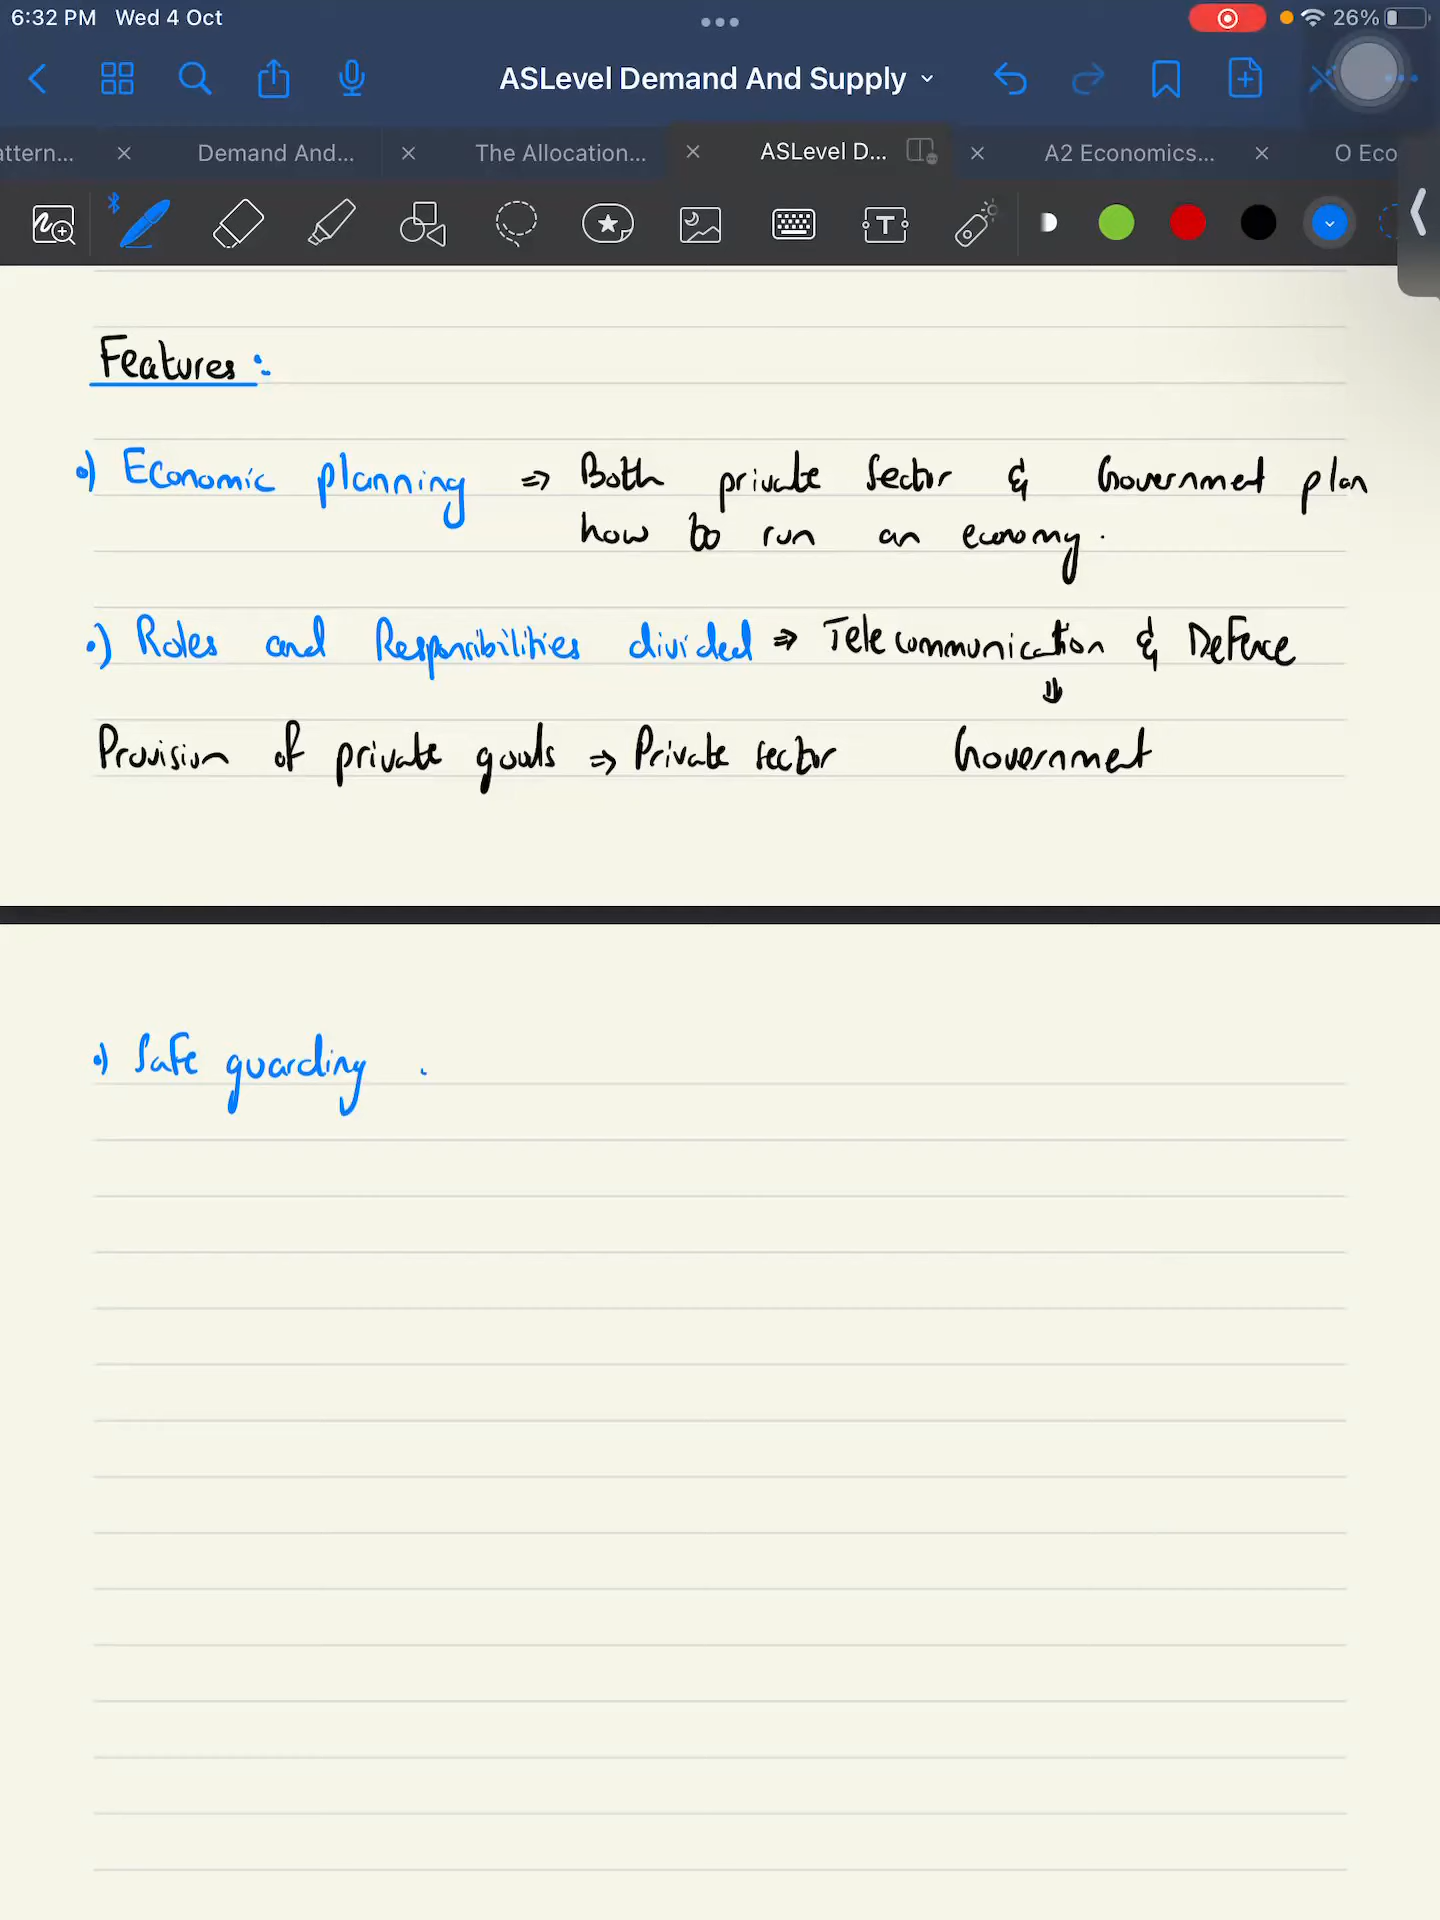 6:32 PM Wed 4 Oct
26%
ASLevel Demand And Supply
attern...
Demand And...
The Allocation...
ASLevel D...
A2 Economics...
O Eco
T
Features :-
•) Economic planning ⇒ Both private sector & Government plan
how to run an economy.
•) Roles and Responsibilities divided ⇒ Telecommunication & Defence
⇓
Provision of private goods ⇒ Private sector Government
•) Safe guarding .